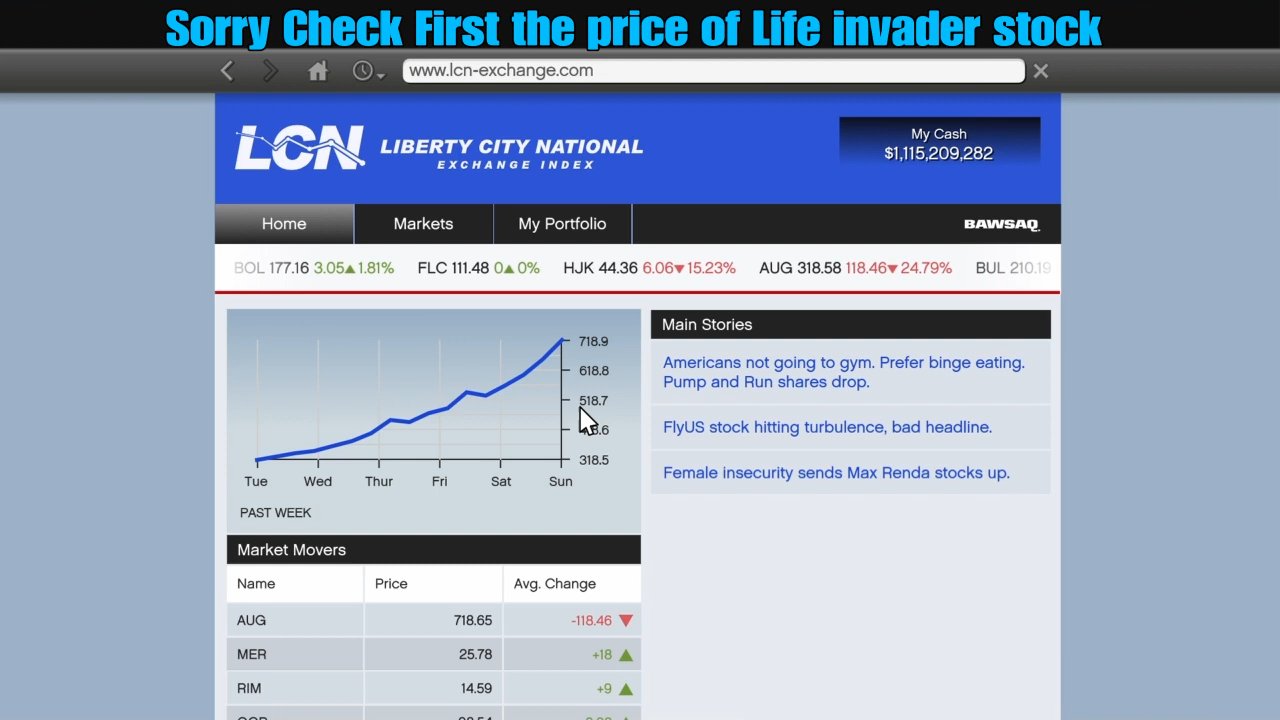 Sorry Check First the price of Life invader stock
www.lcn-exchange.com
LCN LIBERTY CITY NATIONAL
EXCHANGE INDEX
My Cash
$1,115,209,282
Home Markets My Portfolio BAWSAQ
BOL 177.16 3.05▲1.81% FLC 111.48 0▲0% HJK 44.36 6.06▼15.23% AUG 318.58 118.46▼24.79% BUL 210.19
718.9
618.8
518.7
318.5
Tue Wed Thur Fri Sat Sun
PAST WEEK
Main Stories
Americans not going to gym. Prefer binge eating.
Pump and Run shares drop.
FlyUS stock hitting turbulence, bad headline.
Female insecurity sends Max Renda stocks up.
Market Movers
Name Price Avg. Change
AUG 718.65 -118.46 ▼
MER 25.78 +18 ▲
RIM 14.59 +9 ▲